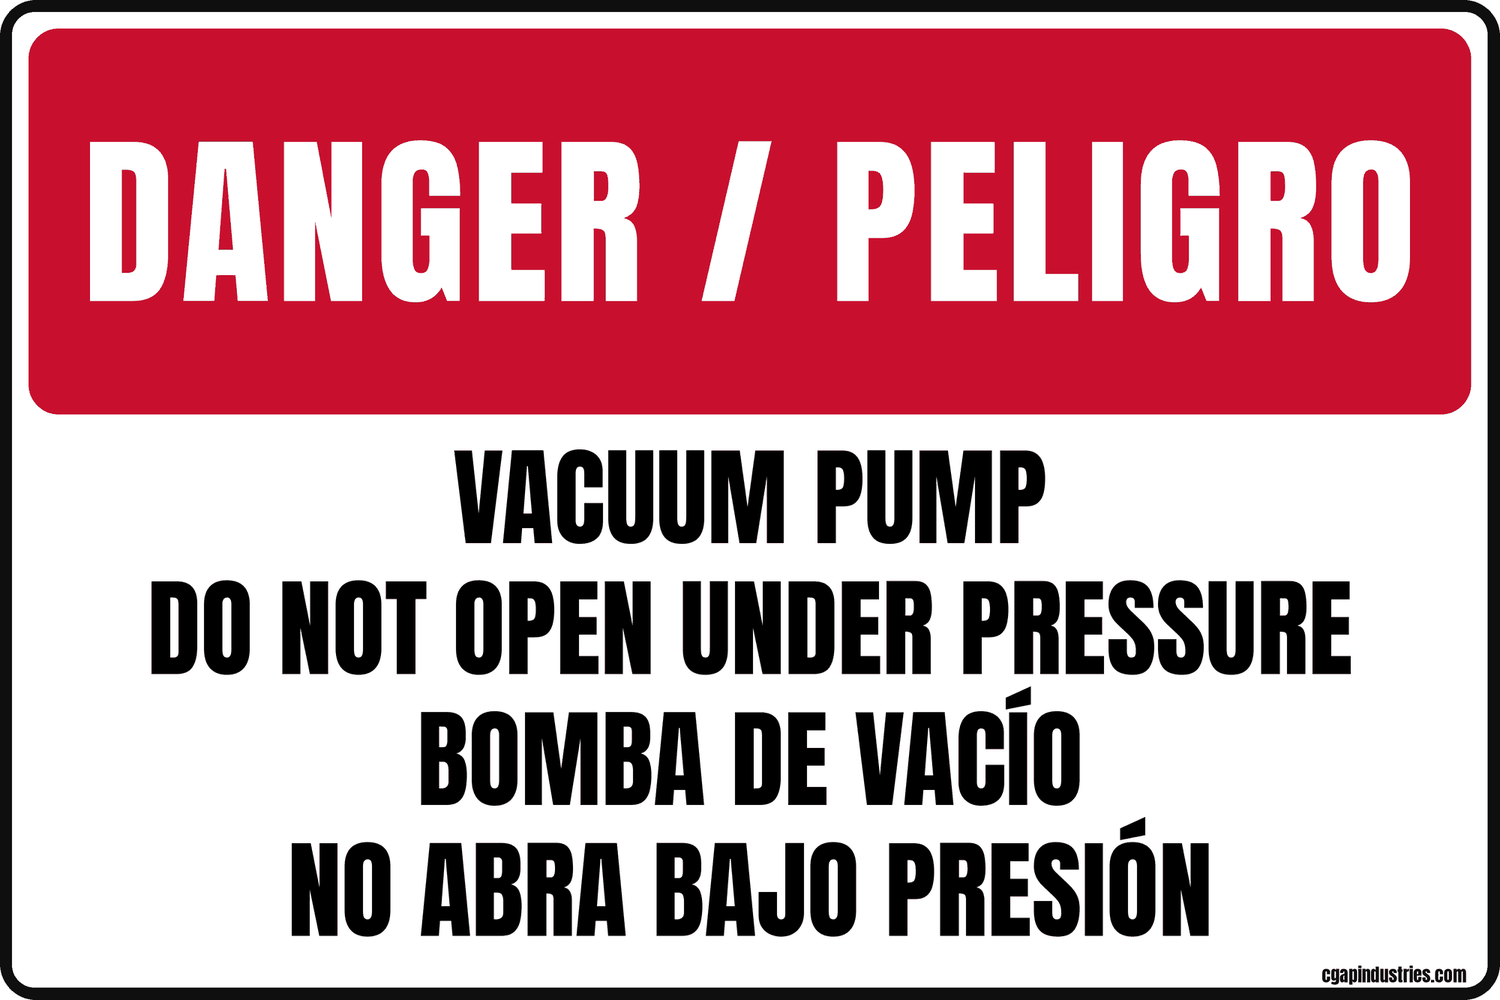 DANGER / PELIGRO
VACUUM PUMP
DO NOT OPEN UNDER PRESSURE
BOMBA DE VACÍO
NO ABRA BAJO PRESIÓN
cgapindustries.com